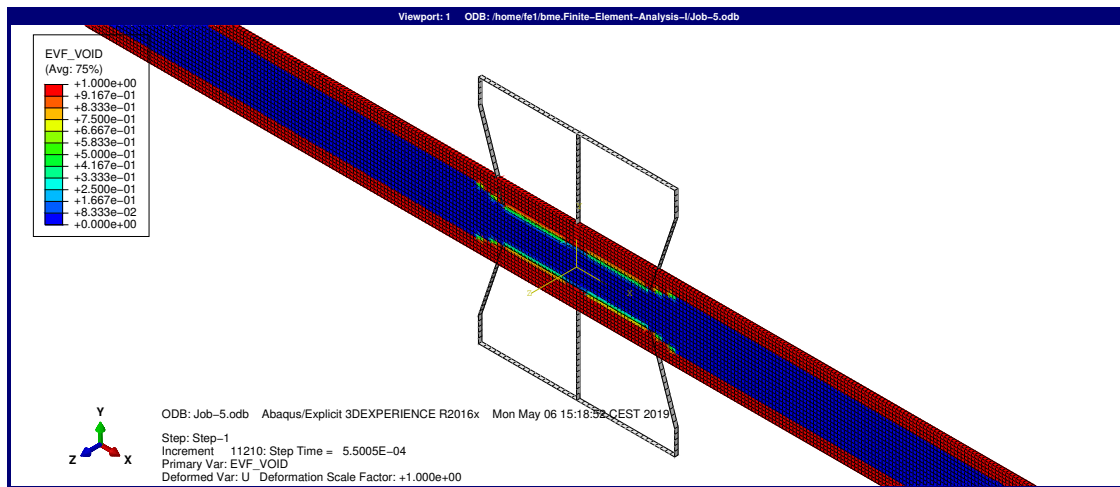 Viewport: 1 ODB: /home/fe1/bme.Finite-Element-Analysis-I/Job-5.odb
EVF_VOID
(Avg: 75%)
+1.000e+00
+9.167e-01
+8.333e-01
+7.500e-01
+6.667e-01
+5.833e-01
+5.000e-01
+4.167e-01
+3.333e-01
+2.500e-01
+1.667e-01
+8.333e-02
+0.000e+00
Z
X
Y
Z
X
ODB: Job-5.odb Abaqus/Explicit 3DEXPERIENCE R2016x Mon May 06 15:18:52 CEST 2019
Step: Step-1
Increment 11210: Step Time = 5.5005E-04
Primary Var: EVF_VOID
Deformed Var: U Deformation Scale Factor: +1.000e+00